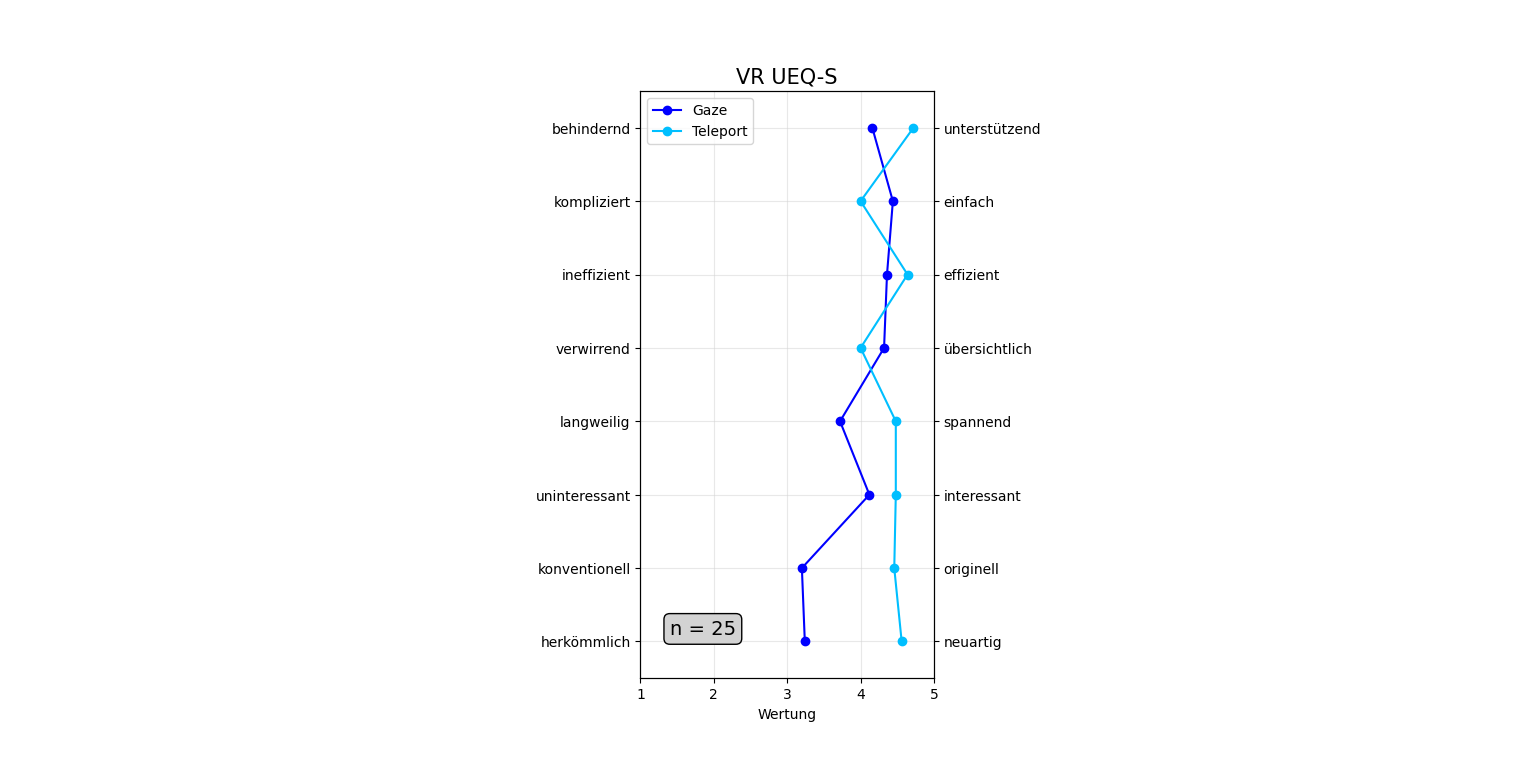 VR UEQ-S
Gaze
Teleport
behindernd
unterstützend
kompliziert
einfach
ineffizient
effizient
verwirrend
übersichtlich
langweilig
spannend
uninteressant
interessant
konventionell
originell
n = 25
herkömmlich
neuartig
1 2 3 4 5
Wertung